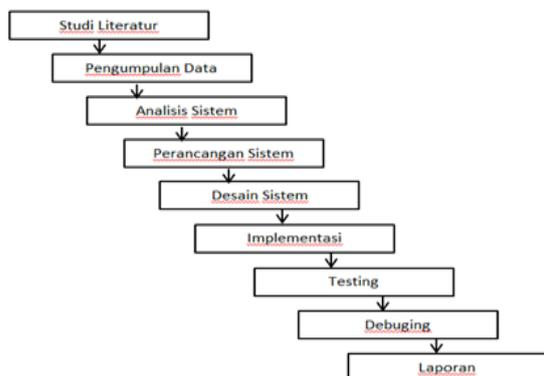 Studi Literatur
Pengumpulan Data
Analisis Sistem
Perancangan Sistem
Desain Sistem
Implementasi
Testing
Debuging
Laporan